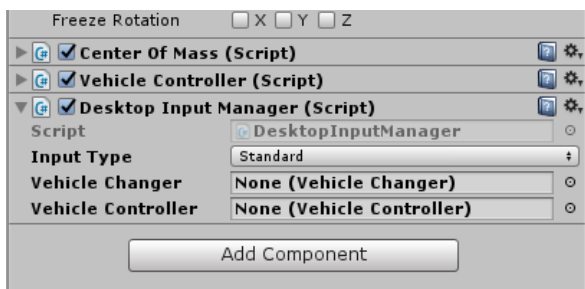 Freeze Rotation X Y Z
Center Of Mass (Script)
Vehicle Controller (Script)
Desktop Input Manager (Script)
Script DesktopInputManager
Input Type Standard
Vehicle Changer None (Vehicle Changer)
Vehicle Controller None (Vehicle Controller)
Add Component